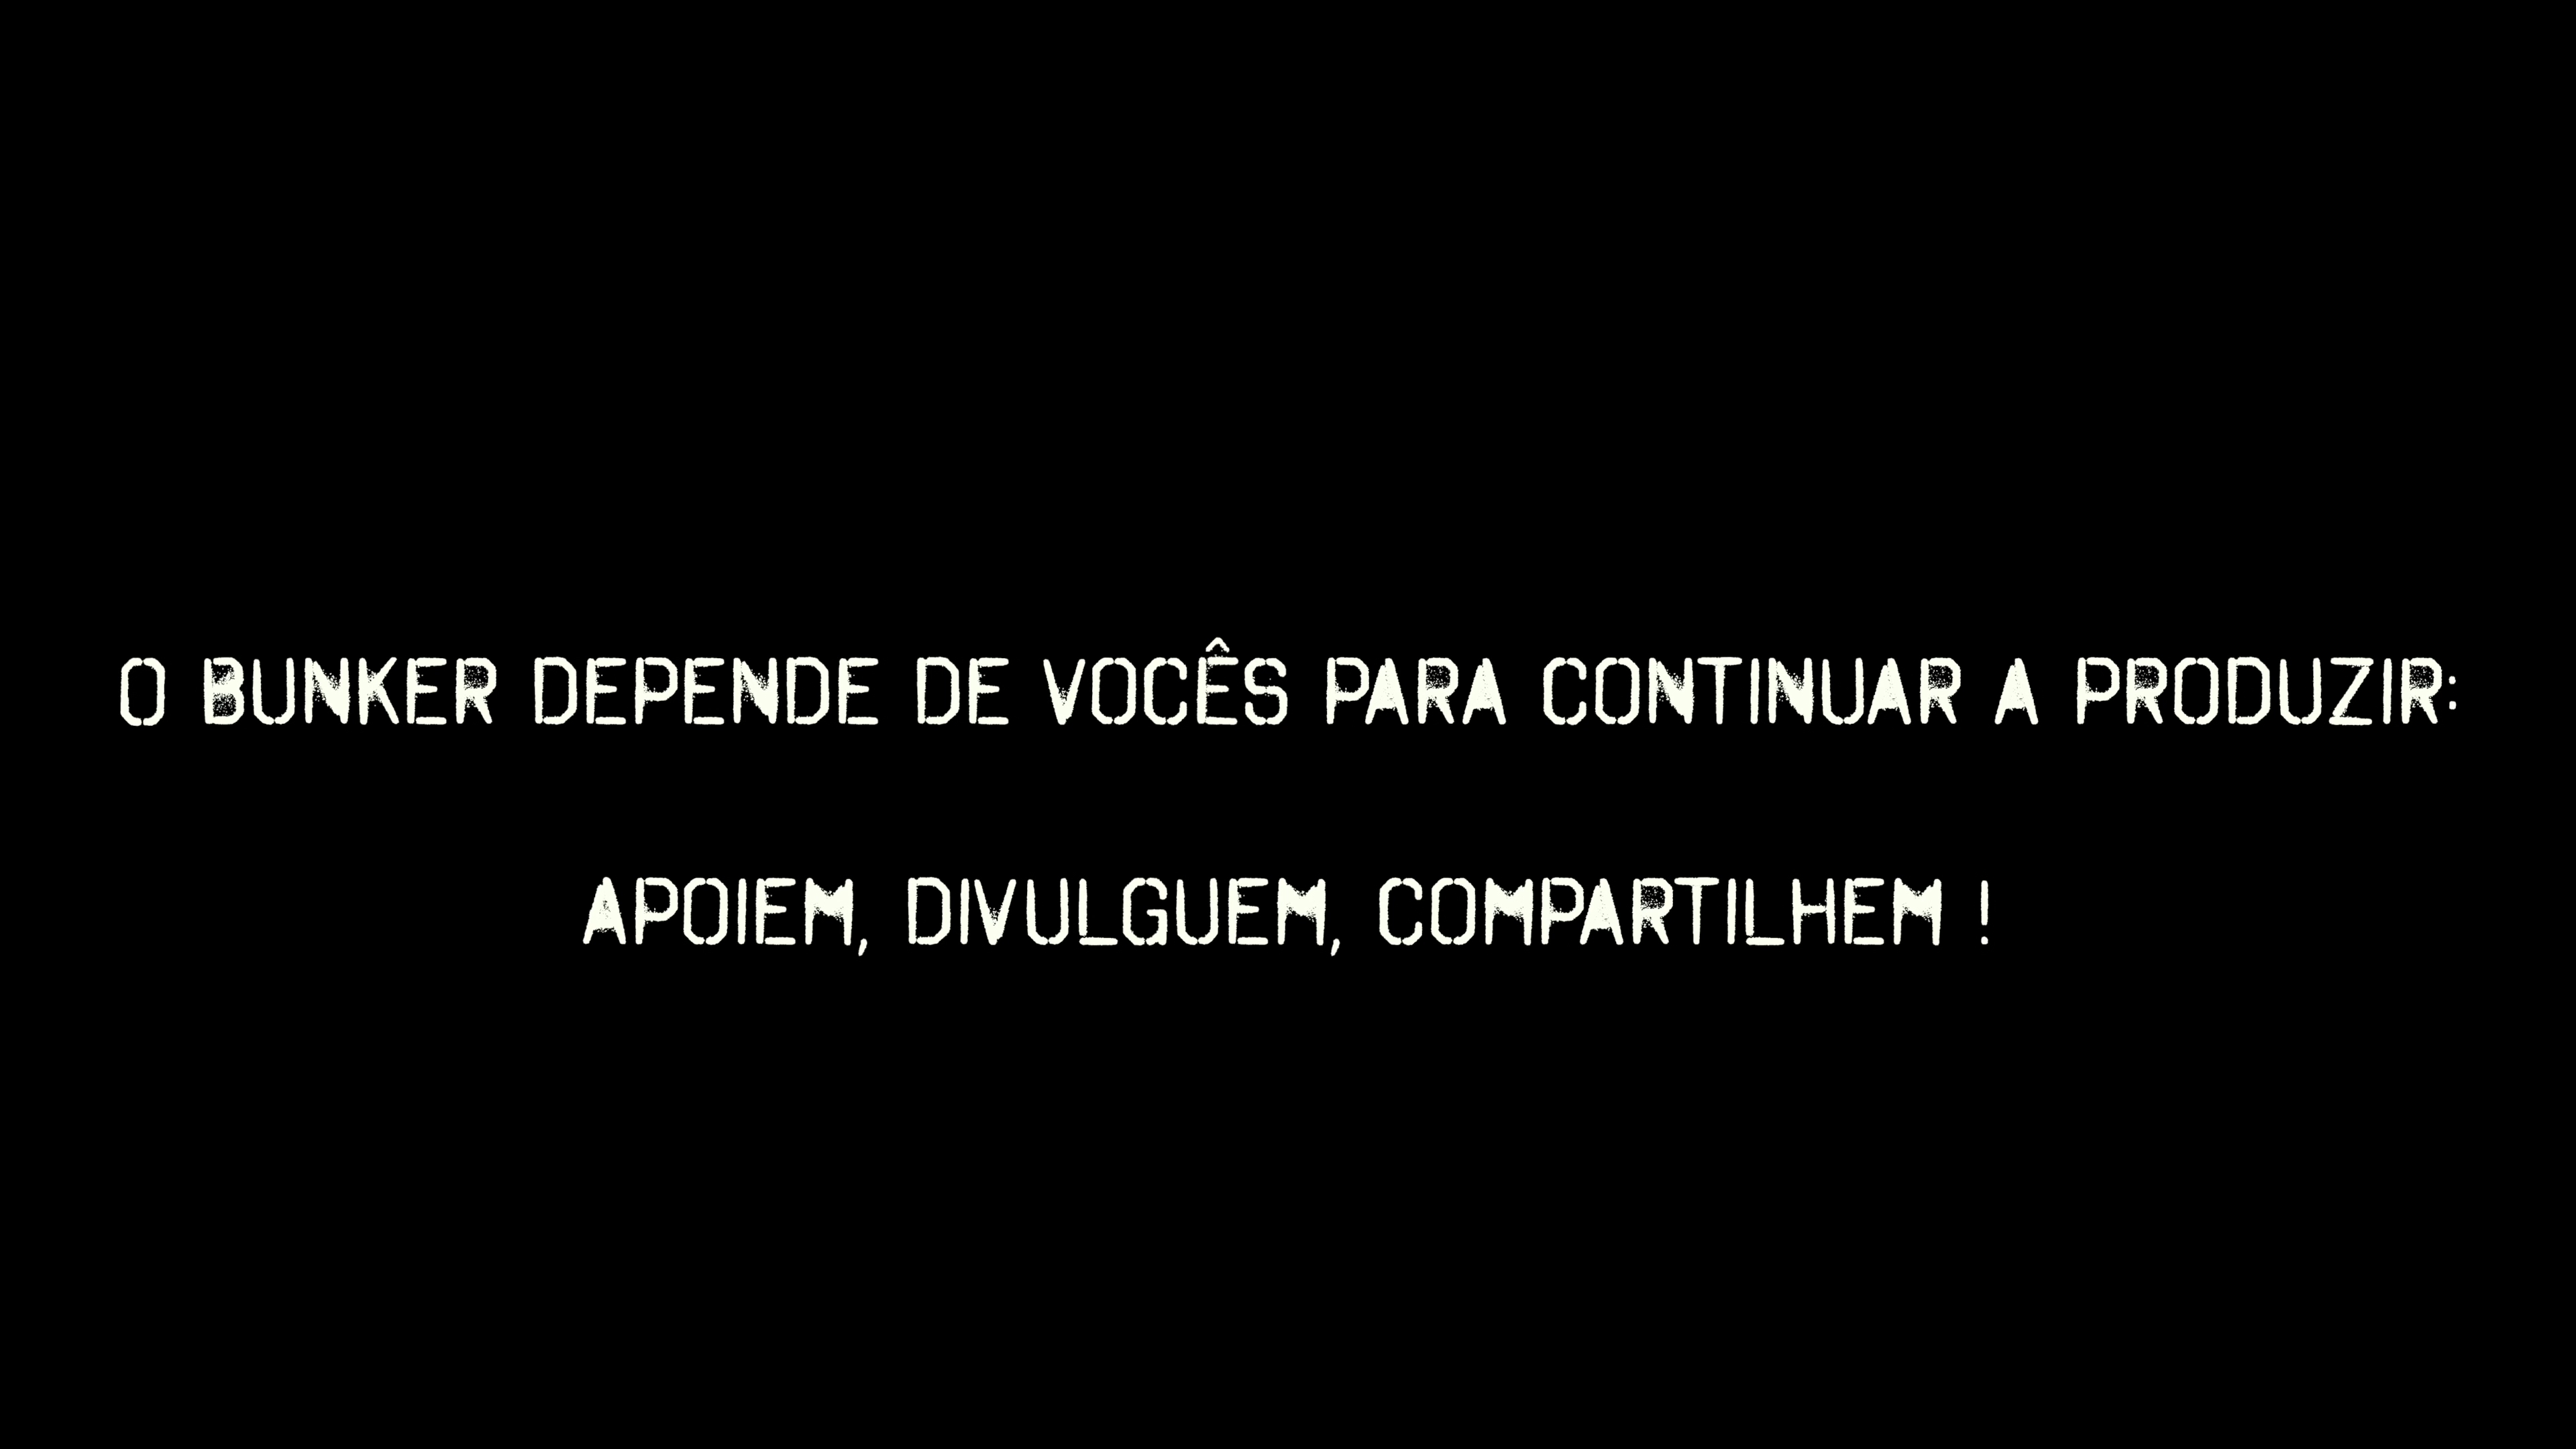 O BUNKER DEPENDE DE VOCÊS PARA CONTINUAR A PRODUZIR:
APOIEM, DIVULGUEM, COMPARTILHEM !